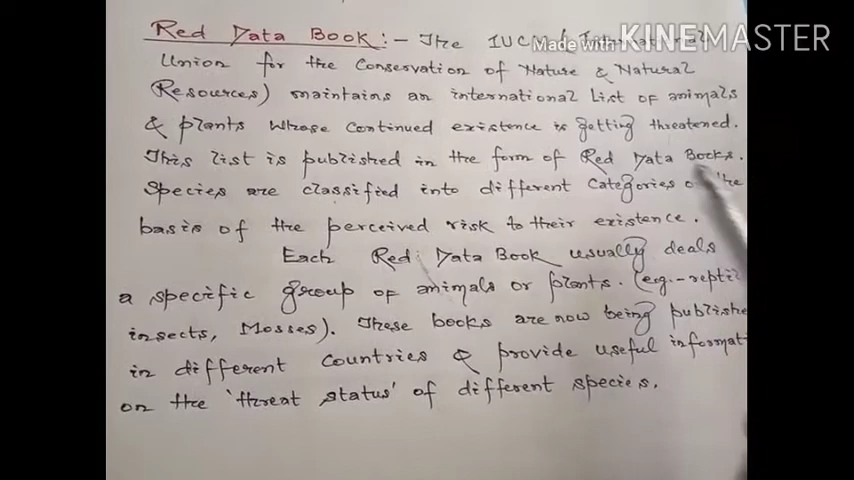 Made with KINEMASTER
Red Data Book :- The IUCN (
Union for the Conservation of Nature & Natural
Resources) maintains an international List of animals
& plants whose continued existence is getting threatened.
This list is published in the form of Red Data Books.
Species are classified into different Categories
basis of the perceived risk to their existence.
Each Red Data Book usually deals
a specific group of animals or plants. (eg.- reptil
insects, Mosses). These books are now being publishe
in different Countries & provide useful informati
on the 'threat status' of different species.